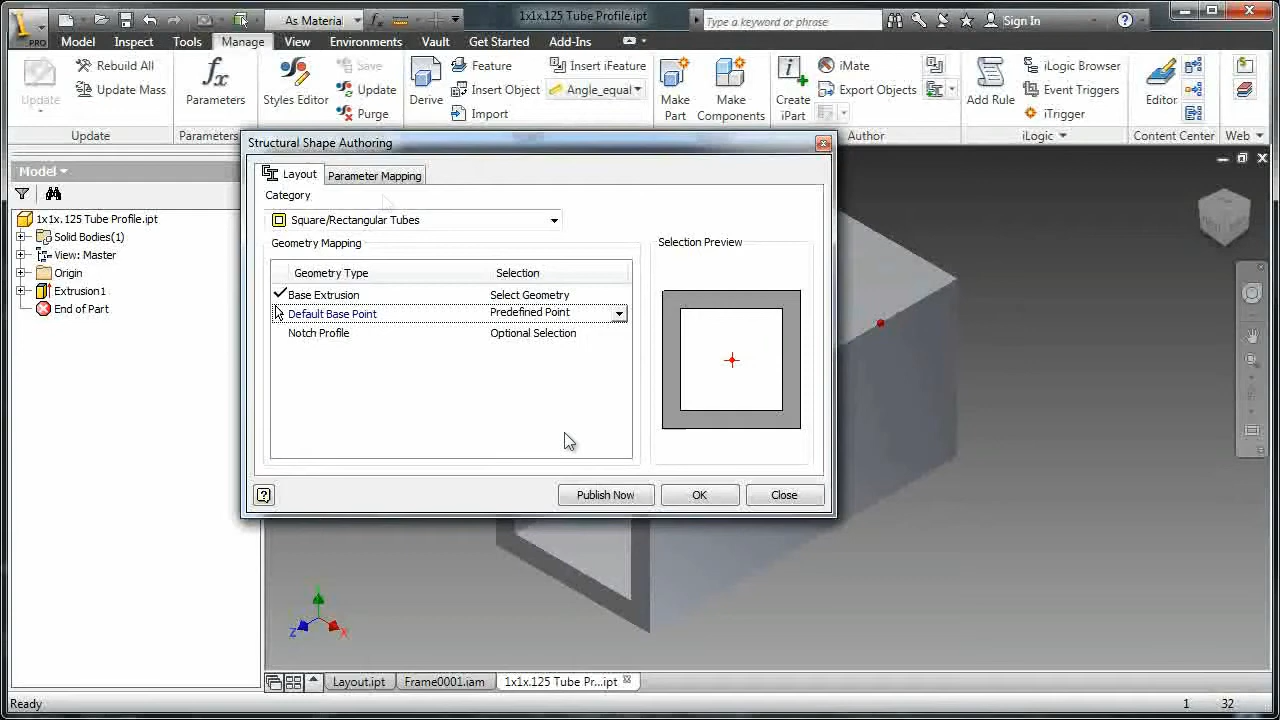 PRO
As Materia
fx
1x1x.125 Tube Profile.ipt
Type a keyword or phrase
Sign In
Model Inspect Tools Manage View Environments Vault Get Started Add-Ins
Update
Rebuild All
Update Mass
Update
fx
Parameters
Parameters
Styles Editor
Save
Update
Purge
Derive
Feature
Insert Object
Import
Insert iFeature
Angle_equal
Make Part
Make Components
Create iPart
iMate
Export Objects
Author
Add Rule
iLogic Browser
Event Triggers
iTrigger
iLogic
Editor
Content Center
Web
Model
1x1x.125 Tube Profile.ipt
Solid Bodies(1)
View: Master
Origin
Extrusion1
End of Part
Structural Shape Authoring
Layout
Parameter Mapping
Category
Square/Rectangular Tubes
Geometry Mapping
Geometry Type Selection
Base Extrusion Select Geometry
Default Base Point Predefined Point
Notch Profile Optional Selection
Selection Preview
Publish Now
OK
Close
Z
X
Layout.ipt
Frame0001.iam
1x1x.125 Tube Pr...ipt
Ready
1
32